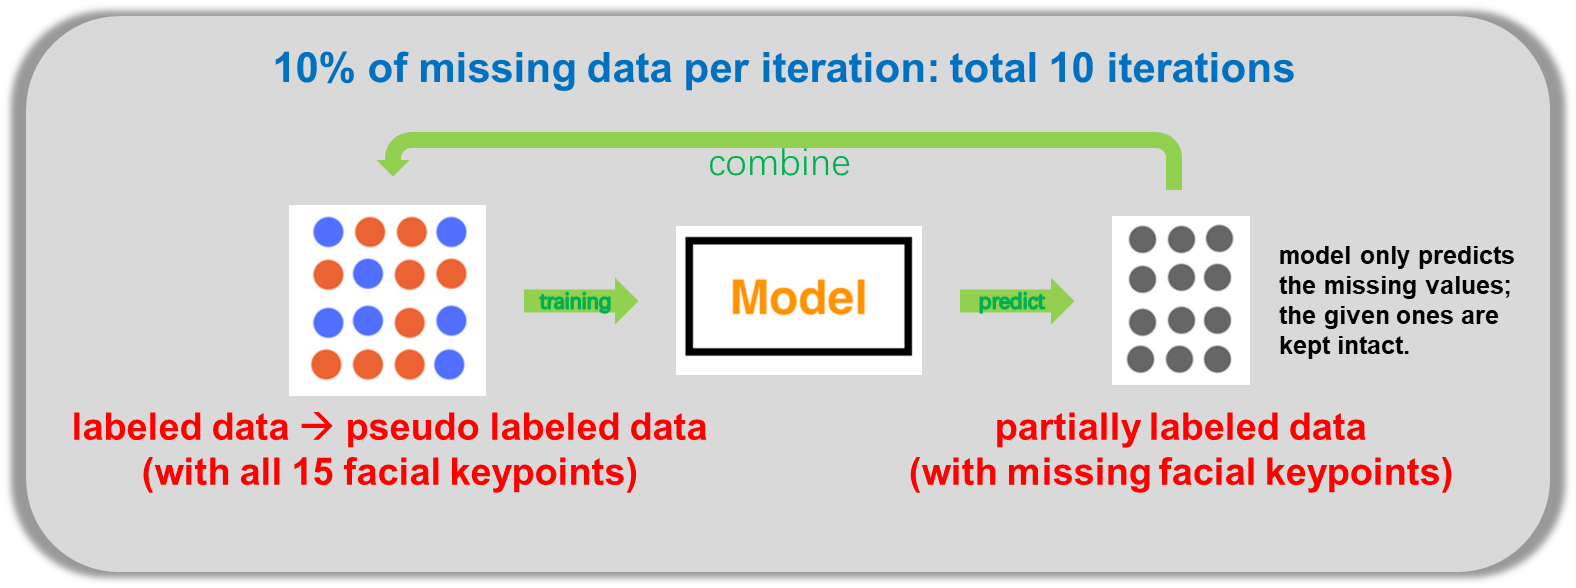 10% of missing data per iteration: total 10 iterations
combine
training
Model
predict
model only predicts
the missing values;
the given ones are
kept intact.
labeled data → pseudo labeled data
(with all 15 facial keypoints)
partially labeled data
(with missing facial keypoints)